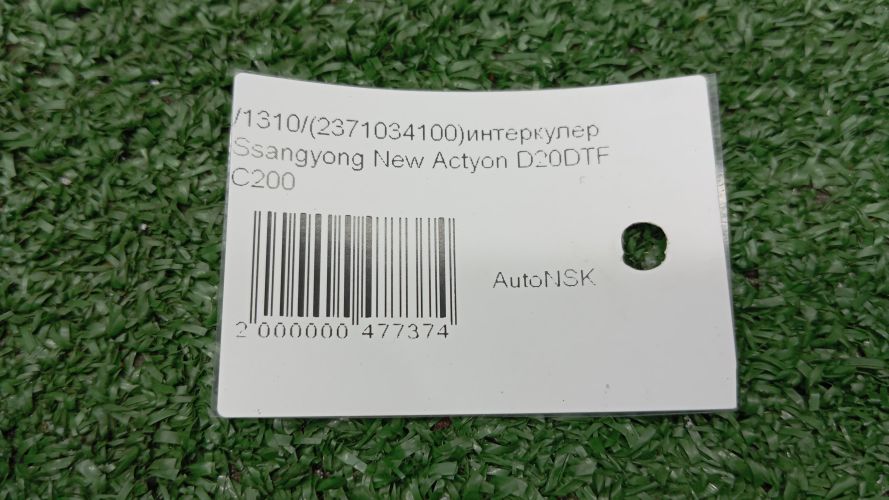 /1310/(2371034100)интеркулер
Ssangyong New Actyon D20DTF
C200
AutoNSK
2 000000 477374